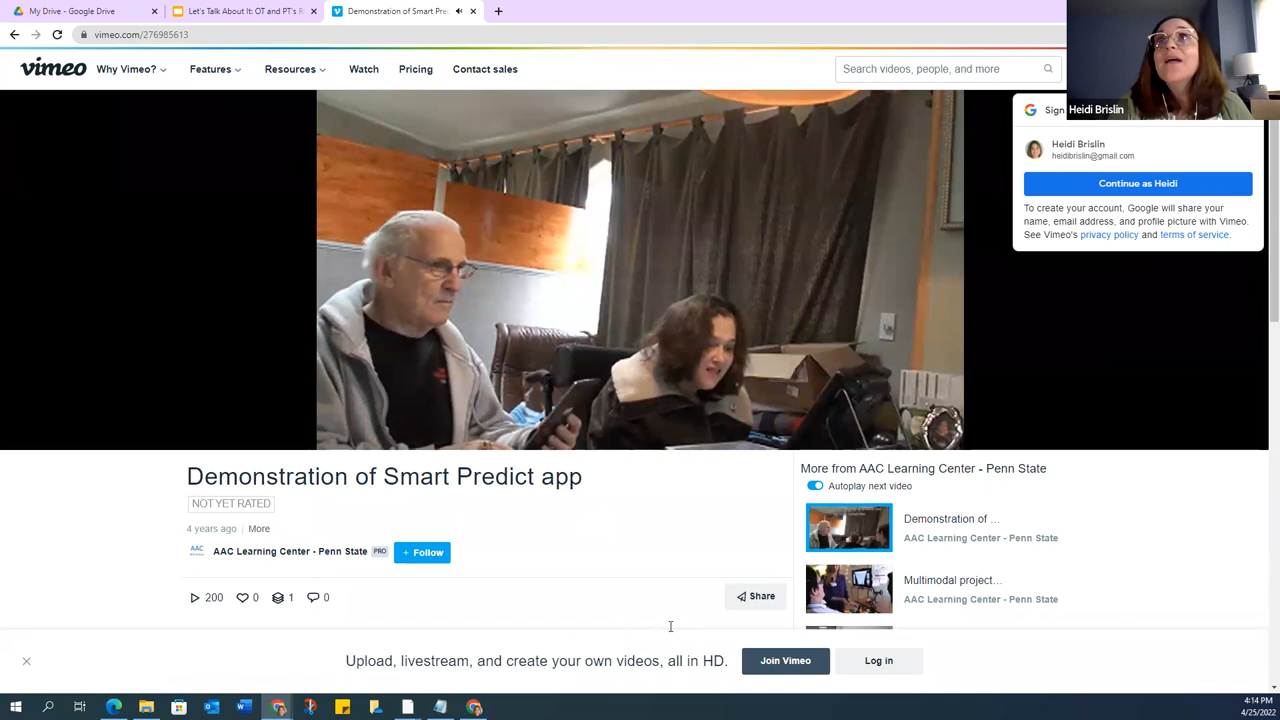 My Drive - Google Drive
Let's Talk About It: OT and PT's R
Demonstration of Smart Pred
vimeo.com/276985613
vimeo
Why Vimeo?
Features
Resources
Watch
Pricing
Contact sales
Search videos, people, and more
Heidi Brislin
Sign
Heidi Brislin
heidibrislin@gmail.com
Continue as Heidi
To create your account, Google will share your
name, email address, and profile picture with Vimeo.
See Vimeo's privacy policy and terms of service.
Demonstration of Smart Predict app
NOT YET RATED
4 years ago | More
AAC
AAC Learning Center - Penn State PRO
+ Follow
200
0
1
0
Share
More from AAC Learning Center - Penn State
Autoplay next video
Demonstration of ...
AAC Learning Center - Penn State
Multimodal project...
AAC Learning Center - Penn State
Upload, livestream, and create your own videos, all in HD.
Join Vimeo
Log in
4:14 PM
4/25/2022